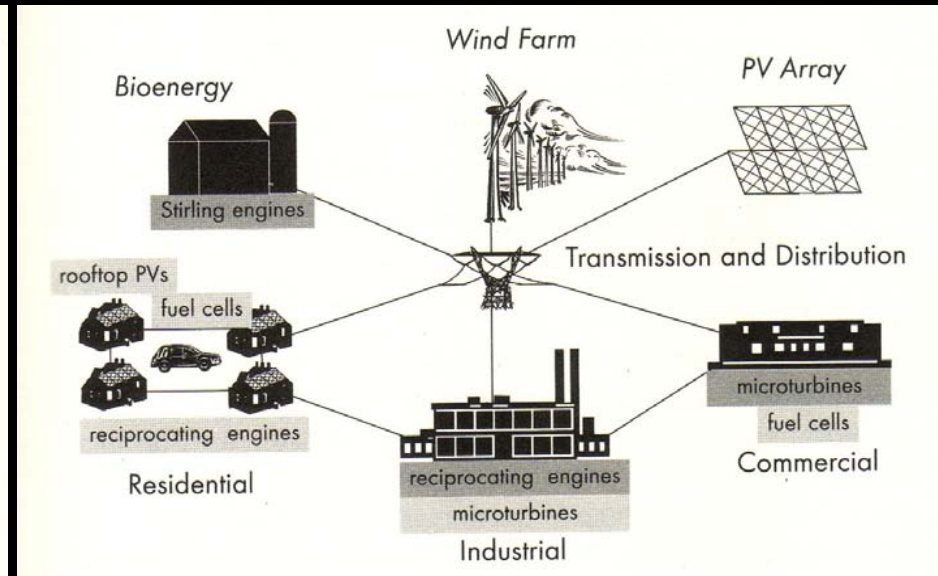 Wind Farm
Bioenergy
PV Array
Stirling engines
Transmission and Distribution
rooftop PVs
fuel cells
reciprocating engines
Residential
reciprocating engines
microturbines
Industrial
microturbines
fuel cells
Commercial